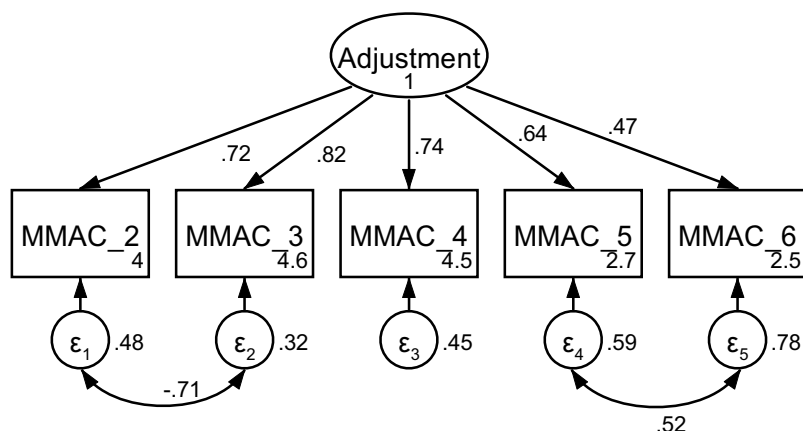 Adjustment
1
.72
.82
.74
.64
.47
MMAC_2
4
MMAC_3
4.6
MMAC_4
4.5
MMAC_5
2.7
MMAC_6
2.5
ε1 .48
ε2 .32
ε3 .45
ε4 .59
ε5 .78
-.71
.52